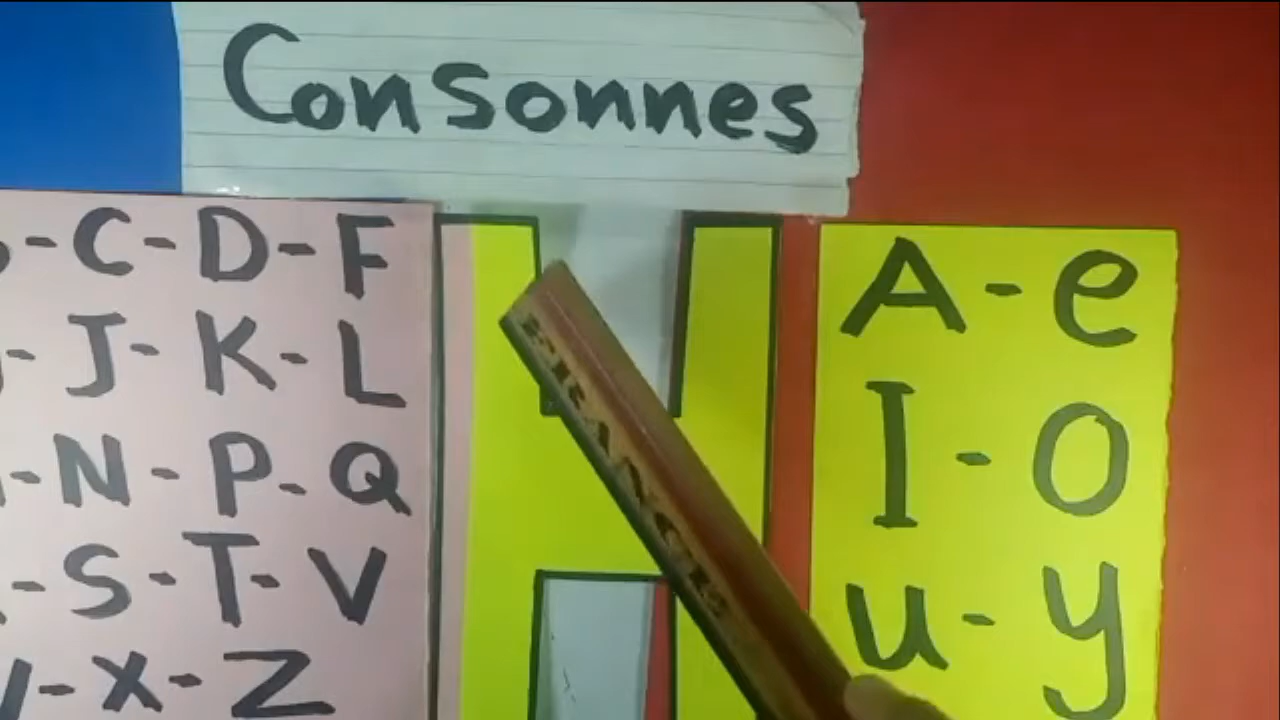 Consonnes
-C-D-F
-J-K-L
-N-P-Q
-S-T-V
-X-Z
H
A-e
I-o
u-y